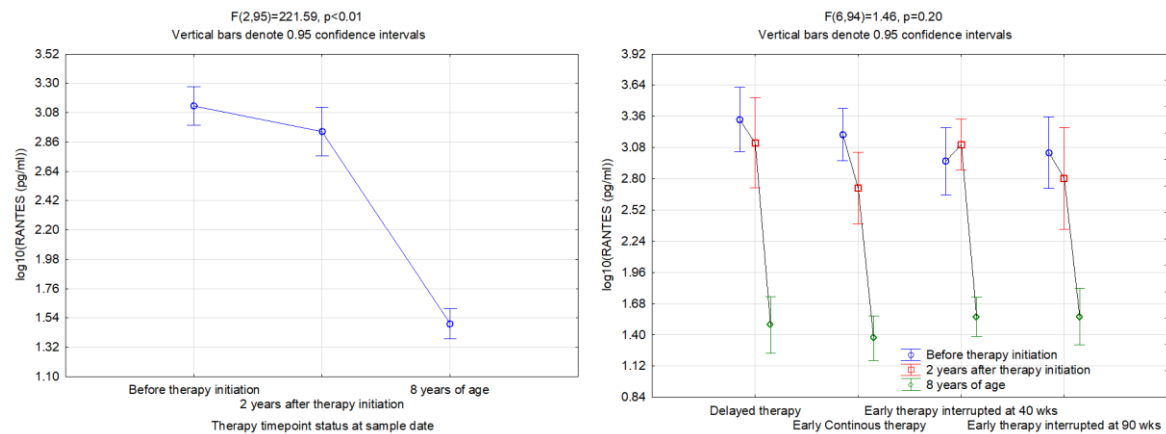 F(2,95)=221.59, p<0.01
Vertical bars denote 0.95 confidence intervals
3.52
3.30
3.08
2.86
2.64
2.42
2.20
1.98
1.76
1.54
1.32
1.10
log10(RANTES (pg/ml))
Before therapy initiation
8 years of age
2 years after therapy initiation
Therapy timepoint status at sample date
F(6,94)=1.46, p=0.20
Vertical bars denote 0.95 confidence intervals
3.92
3.64
3.36
3.08
2.80
2.52
2.24
1.96
1.68
1.40
1.12
0.84
log10(RANTES (pg/ml))
Before therapy initiation
2 years after therapy initiation
8 years of age
Delayed therapy
Early therapy interrupted at 40 wks
Early Continous therapy
Early therapy interrupted at 90 wks